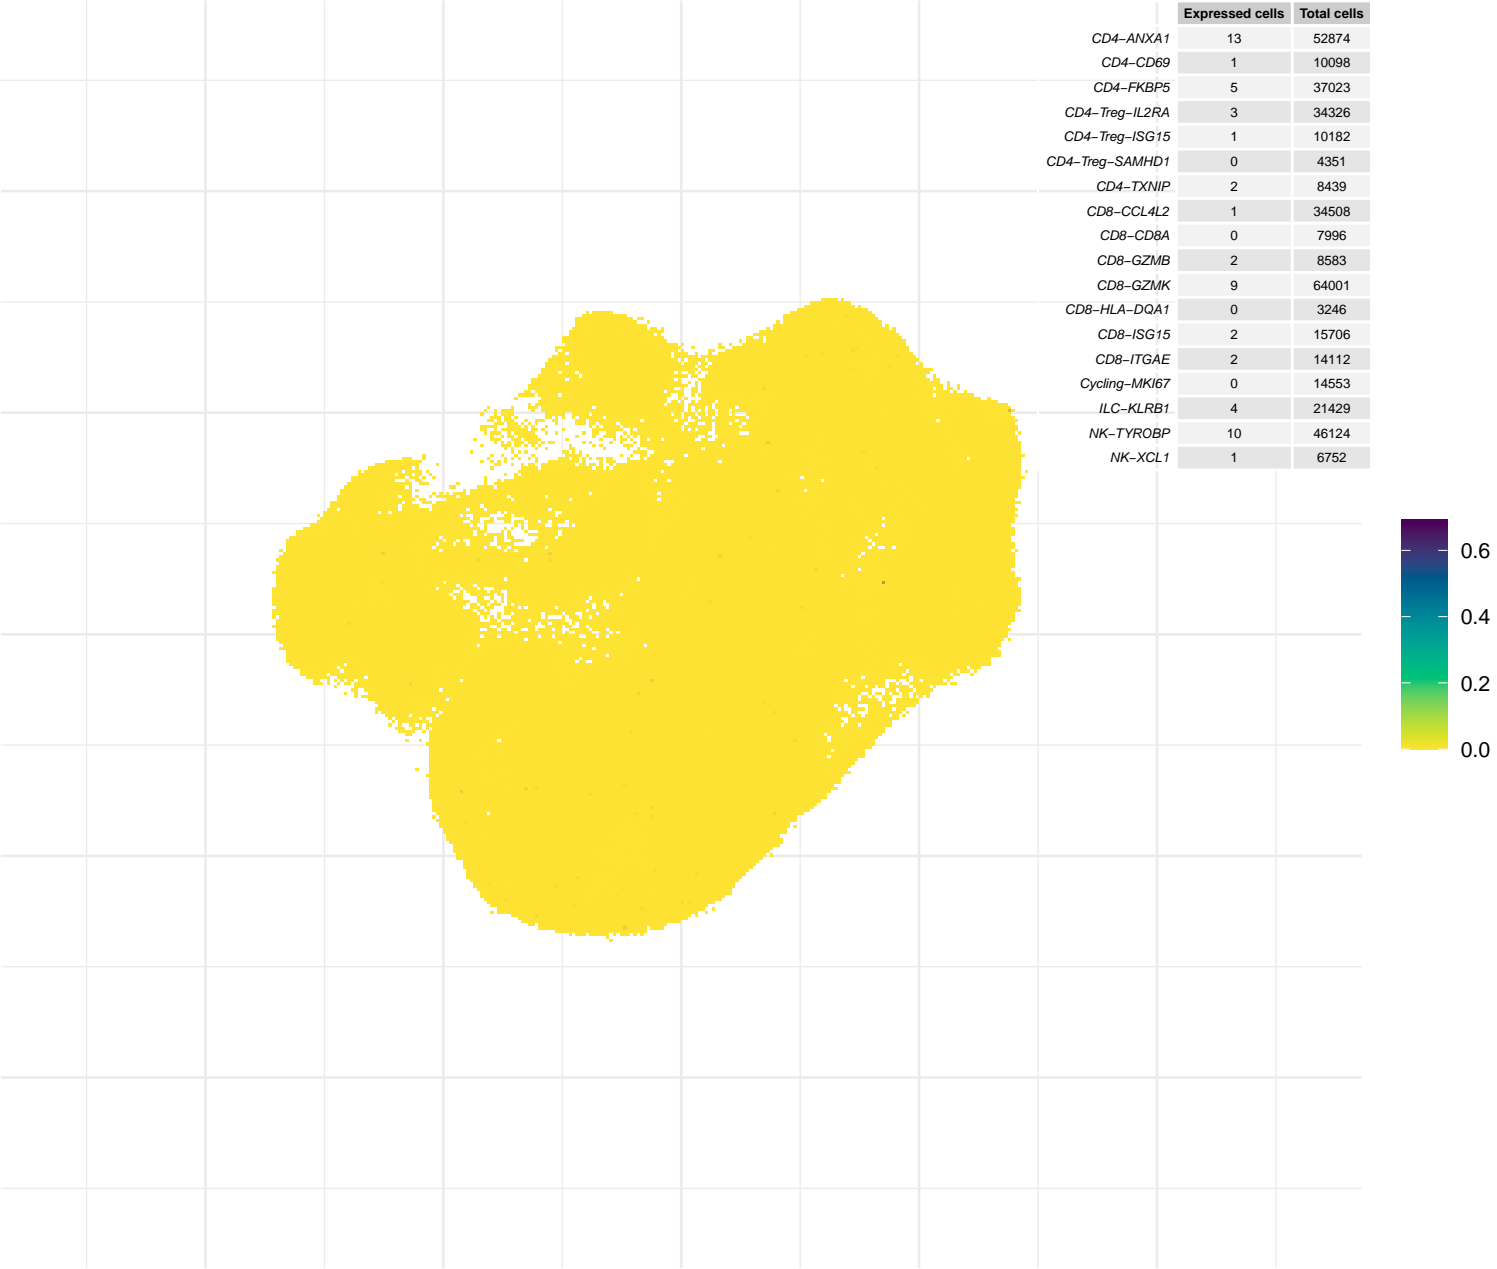 Expressed cells Total cells
CD4−ANXA1 13 52874
CD4−CD69 1 10098
CD4−FKBP5 5 37023
CD4−Treg−IL2RA 3 34326
CD4−Treg−ISG15 1 10182
CD4−Treg−SAMHD1 0 4351
CD4−TXNIP 2 8439
CD8−CCL4L2 1 34508
CD8−CD8A 0 7996
CD8−GZMB 2 8583
CD8−GZMK 9 64001
CD8−HLA−DQA1 0 3246
CD8−ISG15 2 15706
CD8−ITGAE 2 14112
Cycling−MKI67 0 14553
ILC−KLRB1 4 21429
NK−TYROBP 10 46124
NK−XCL1 1 6752
0.6
0.4
0.2
0.0